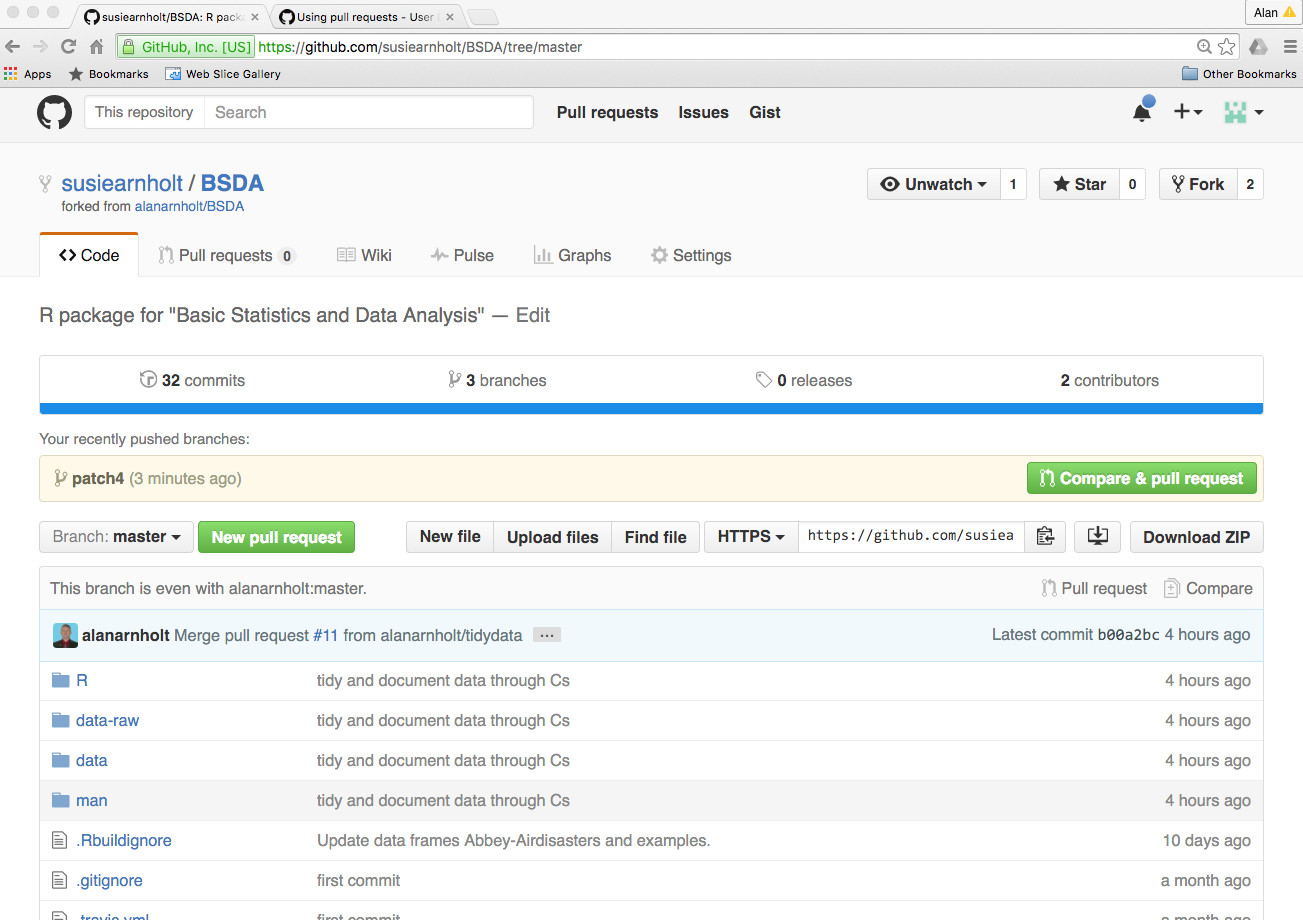 susiearnholt/BSDA: R pack
Using pull requests - User
Alan
GitHub, Inc. [US] https://github.com/susiearnholt/BSDA/tree/master
Apps Bookmarks Web Slice Gallery Other Bookmarks
This repository Search Pull requests Issues Gist
susiearnholt / BSDA
Unwatch 1 Star 0 Fork 2
forked from alanarnholt/BSDA
Code Pull requests 0 Wiki Pulse Graphs Settings
R package for "Basic Statistics and Data Analysis" — Edit
32 commits 3 branches 0 releases 2 contributors
Your recently pushed branches:
patch4 (3 minutes ago) Compare & pull request
Branch: master New pull request New file Upload files Find file HTTPS https://github.com/susiea Download ZIP
This branch is even with alanarnholt:master. Pull request Compare
alanarnholt Merge pull request #11 from alanarnholt/tidydata ... Latest commit b00a2bc 4 hours ago
R tidy and document data through Cs 4 hours ago
data-raw tidy and document data through Cs 4 hours ago
data tidy and document data through Cs 4 hours ago
man tidy and document data through Cs 4 hours ago
.Rbuildignore Update data frames Abbey-Airdisasters and examples. 10 days ago
.gitignore first commit a month ago
.travis.yml first commit a month ago